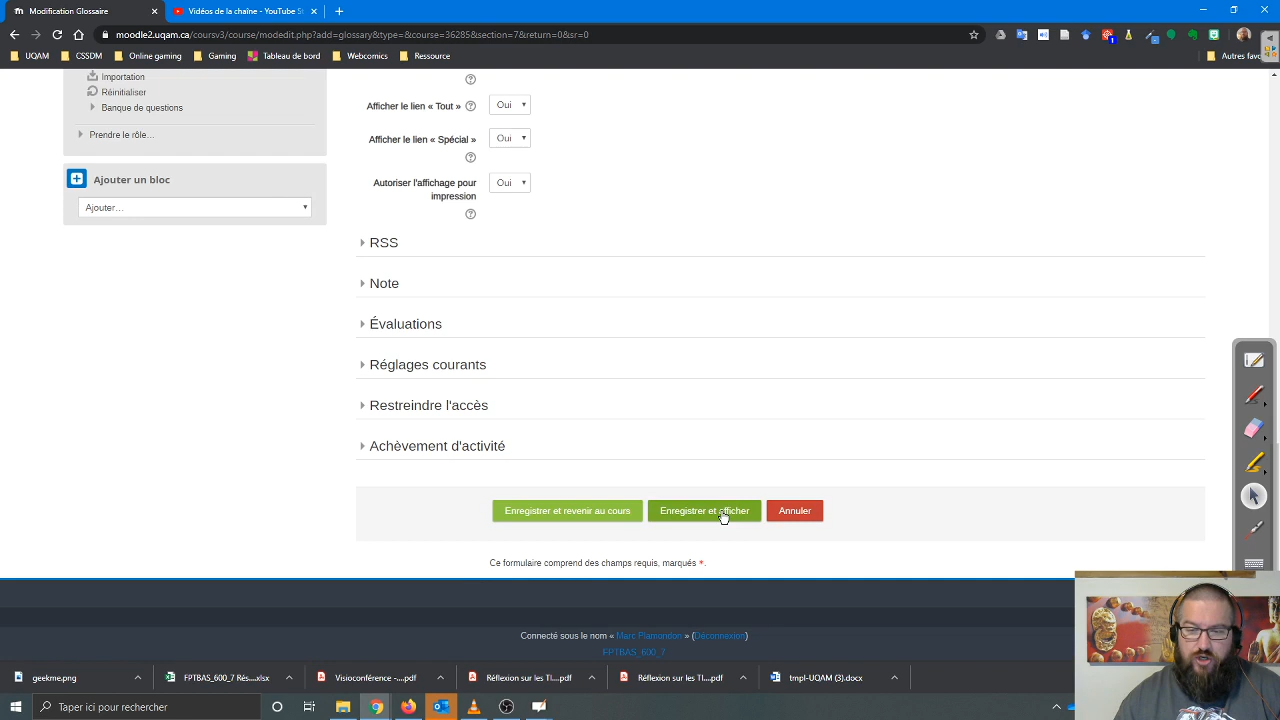 Modification Glossaire
Vidéos de la chaîne - YouTube St
moodle2.uqam.ca/coursv3/course/modedit.php?add=glossary&type=&course=36285&section=7&return=0&sr=0
UQAM
CSSDM
Online gaming
Gaming
Tableau de bord
Webcomics
Ressource
Autres favo
Importation
Réinitialiser
Banque de questions
Prendre le rôle…
Ajouter un bloc
Ajouter…
Afficher le lien « Tout »
Oui
Afficher le lien « Spécial »
Oui
Autoriser l'affichage pour
impression
Oui
RSS
Note
Évaluations
Réglages courants
Restreindre l'accès
Achèvement d'activité
Enregistrer et revenir au cours
Enregistrer et afficher
Annuler
Ce formulaire comprend des champs requis, marqués *.
Connecté sous le nom « Marc Plamondon » (Déconnexion)
FPTBAS_600_7
geekme.png
FPTBAS_600_7 Rés....xlsx
Visioconférence -....pdf
Réflexion sur les TI....pdf
Réflexion sur les TI....pdf
tmpl-UQAM (3).docx
Taper ici pour rechercher